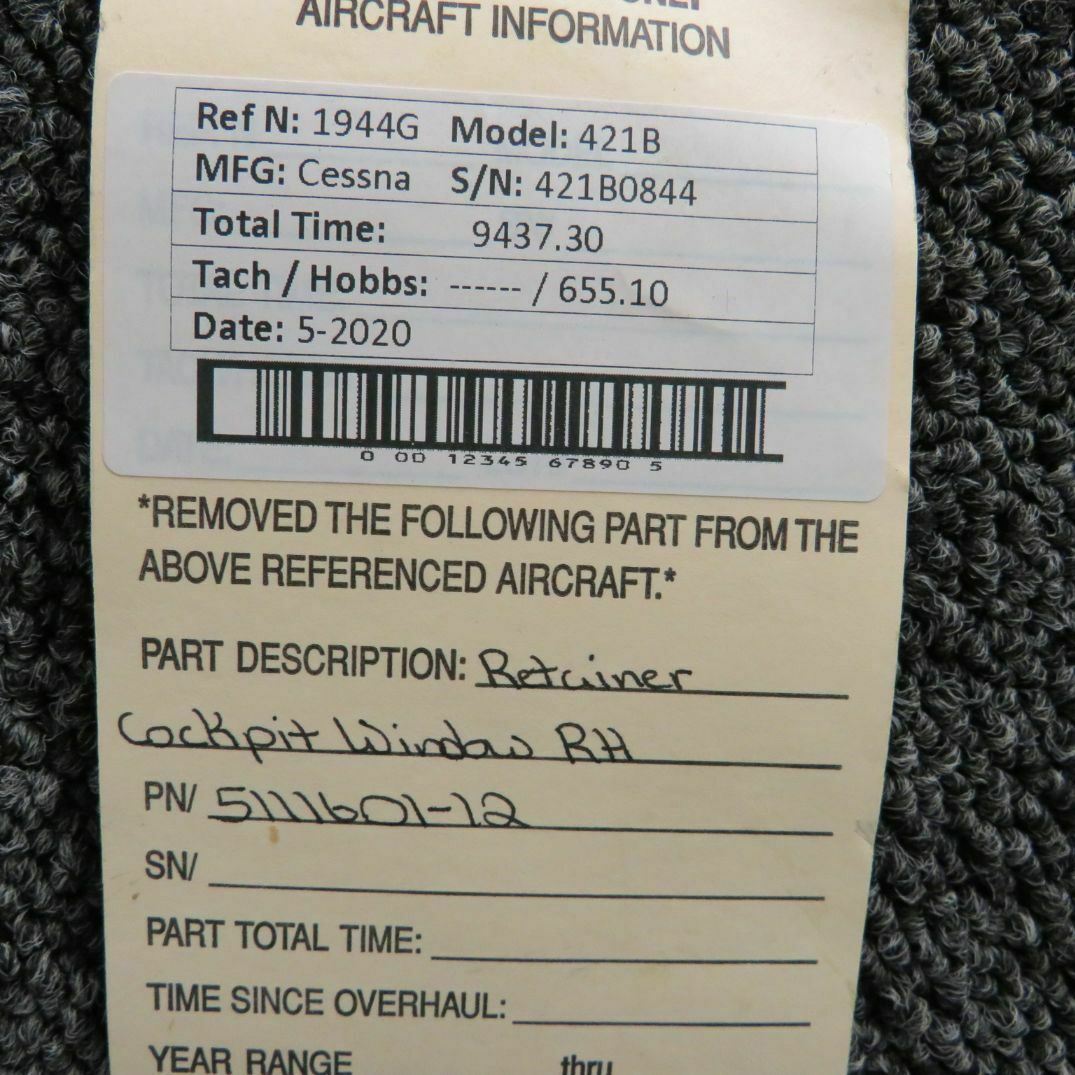 AIRCRAFT INFORMATION
Ref N: 1944G Model: 421B
MFG: Cessna S/N: 421B0844
Total Time: 9437.30
Tach / Hobbs: ------ / 655.10
Date: 5-2020
0 00 12345 67890 5
*REMOVED THE FOLLOWING PART FROM THE
ABOVE REFERENCED AIRCRAFT.*
PART DESCRIPTION: Retainer
Cockpit Window RH
PN/ 5111601-12
SN/
PART TOTAL TIME:
TIME SINCE OVERHAUL:
YEAR RANGE thru